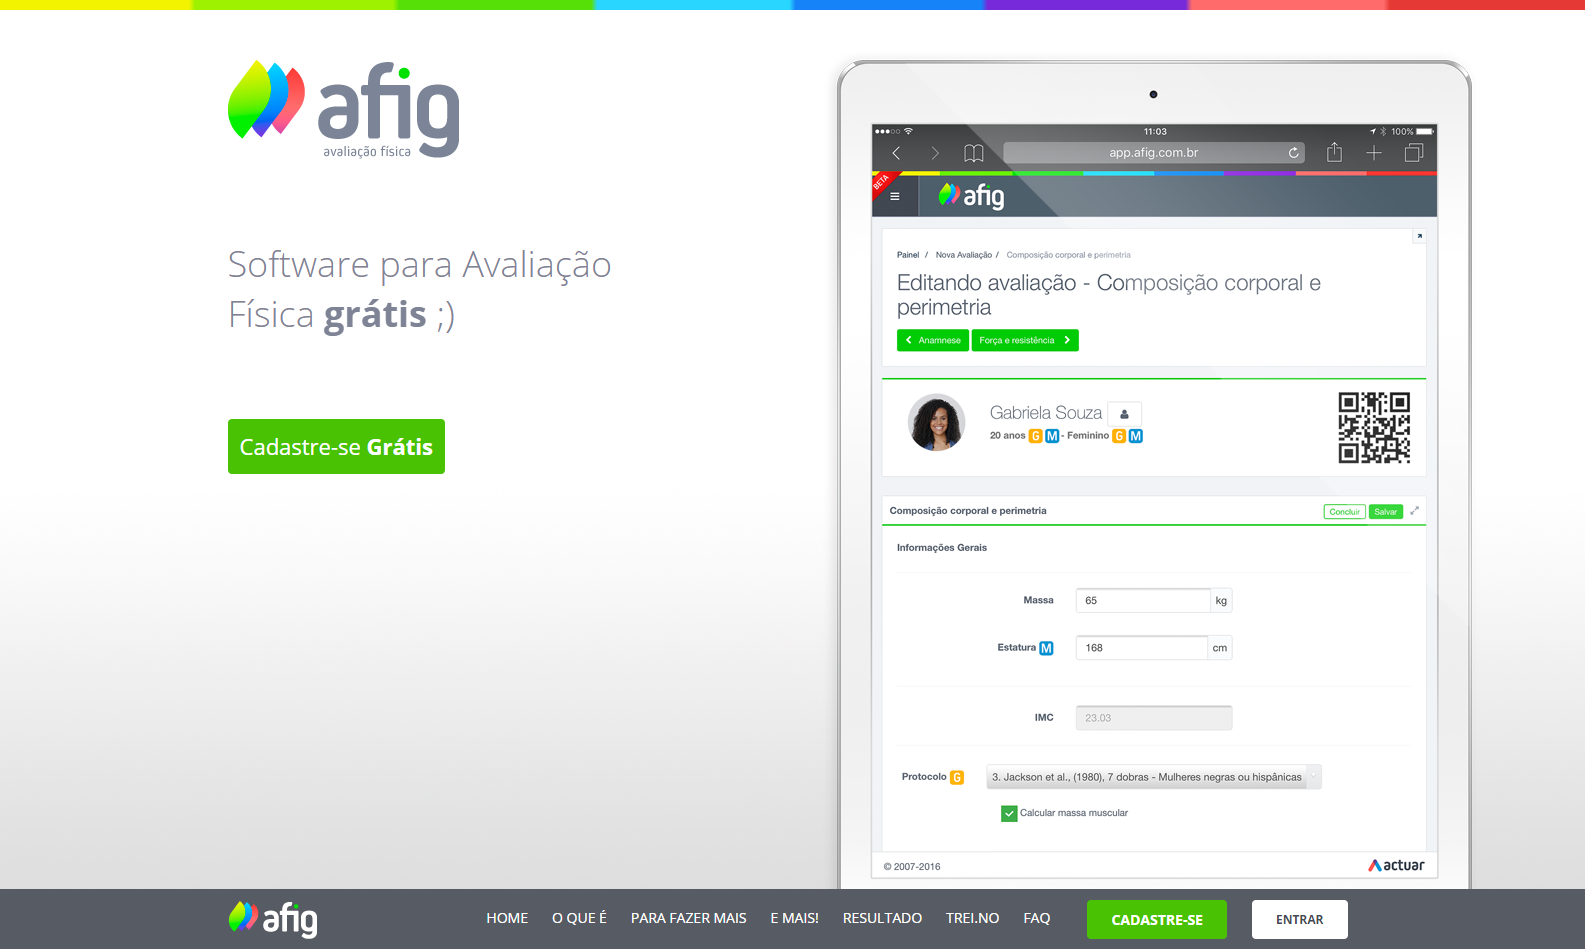 afig
avaliação física
Software para Avaliação
Física grátis ;)
Cadastre-se Grátis
11:03
100%
app.afig.com.br
BETA
afig
Painel / Nova Avaliação / Composição corporal e perimetria
Editando avaliação - Composição corporal e
perimetria
Anamnese
Força e resistência
Gabriela Souza
20 anos G M - Feminino G M
Composição corporal e perimetria
Concluir
Salvar
Informações Gerais
Massa 65 kg
Estatura M 168 cm
IMC 23.03
Protocolo G 3. Jackson et al., (1980), 7 dobras - Mulheres negras ou hispânicas
Calcular massa muscular
© 2007-2016
actuar
afig
HOME O QUE É PARA FAZER MAIS E MAIS! RESULTADO TREI.NO FAQ CADASTRE-SE ENTRAR